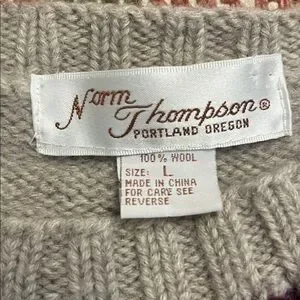 Norm
Thompson®
PORTLAND OREGON
100% WOOL
SIZE: L
MADE IN CHINA
FOR CARE SEE
REVERSE